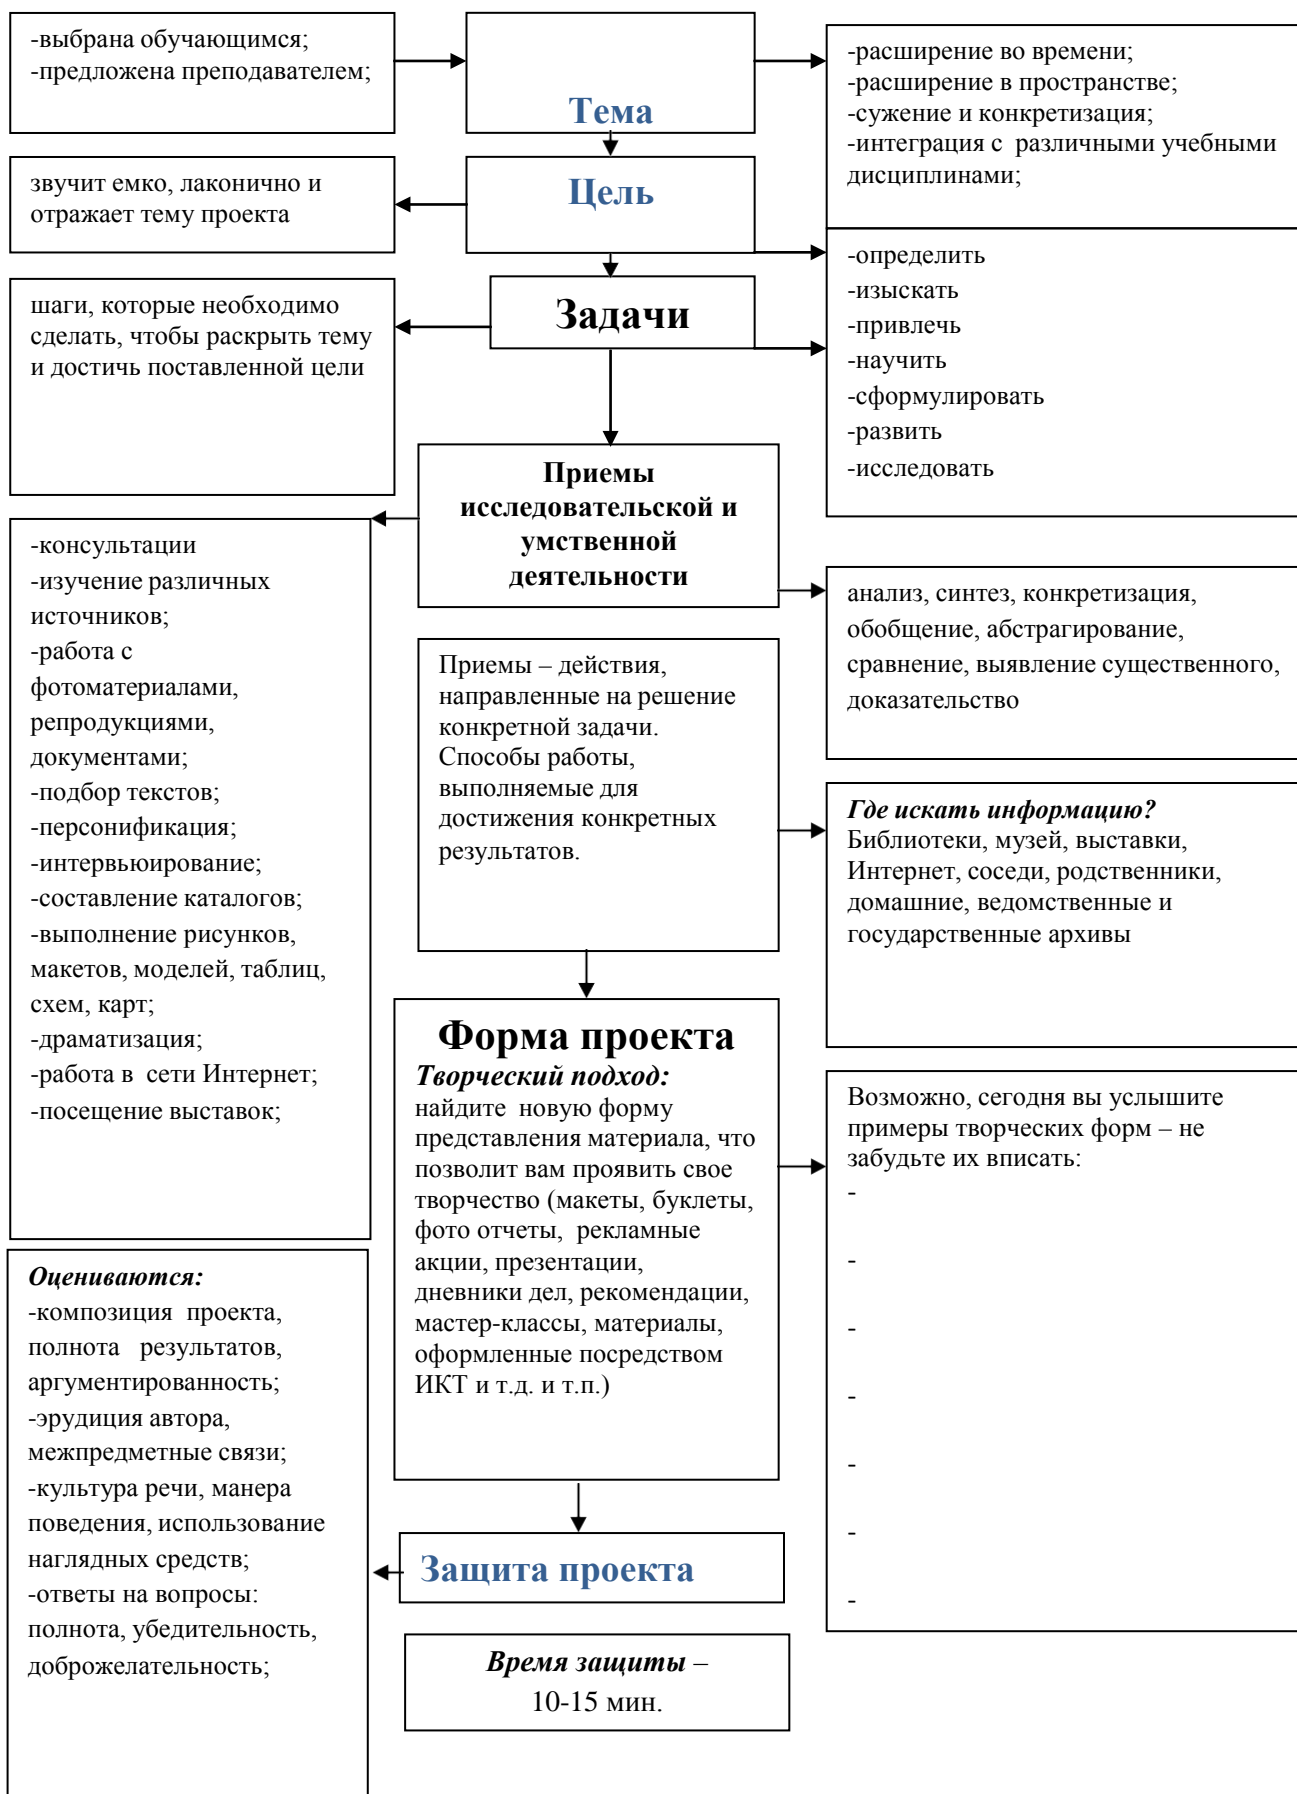 -выбрана обучающимся;
-предложена преподавателем;
Тема
-расширение во времени;
-расширение в пространстве;
-сужение и конкретизация;
-интеграция с различными учебными
дисциплинами;
звучит емко, лаконично и
отражает тему проекта
Цель
шаги, которые необходимо
сделать, чтобы раскрыть тему
и достичь поставленной цели
Задачи
-определить
-изыскать
-привлечь
-научить
-сформулировать
-развить
-исследовать
Приемы
исследовательской и
умственной
деятельности
-консультации
-изучение различных
источников;
-работа с
фотоматериалами,
репродукциями,
документами;
-подбор текстов;
-персонификация;
-интервьюирование;
-составление каталогов;
-выполнение рисунков,
макетов, моделей, таблиц,
схем, карт;
-драматизация;
-работа в сети Интернет;
-посещение выставок;
анализ, синтез, конкретизация,
обобщение, абстрагирование,
сравнение, выявление существенного,
доказательство
Приемы – действия,
направленные на решение
конкретной задачи.
Способы работы,
выполняемые для
достижения конкретных
результатов.
Где искать информацию?
Библиотеки, музей, выставки,
Интернет, соседи, родственники,
домашние, ведомственные и
государственные архивы
Форма проекта
Творческий подход:
найдите новую форму
представления материала, что
позволит вам проявить свое
творчество (макеты, буклеты,
фото отчеты, рекламные
акции, презентации,
дневники дел, рекомендации,
мастер-классы, материалы,
оформленные посредством
ИКТ и т.д. и т.п.)
Возможно, сегодня вы услышите
примеры творческих форм – не
забудьте их вписать:
-
-
-
-
-
-
-
Оцениваются:
-композиция проекта,
полнота результатов,
аргументированность;
-эрудиция автора,
межпредметные связи;
-культура речи, манера
поведения, использование
наглядных средств;
-ответы на вопросы:
полнота, убедительность,
доброжелательность;
Защита проекта
Время защиты –
10-15 мин.